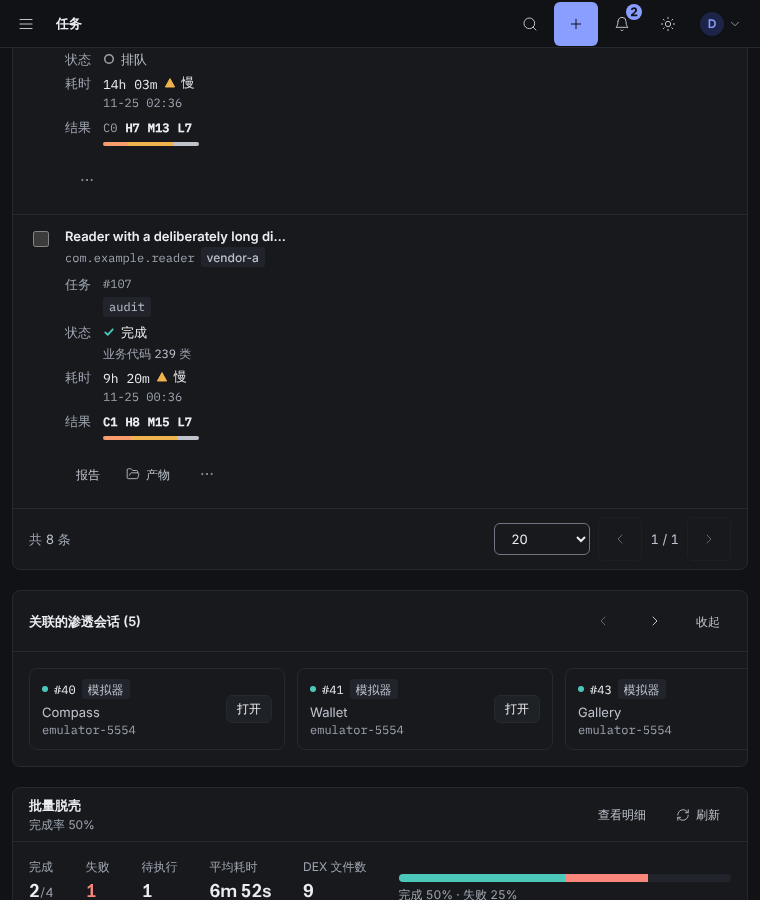 任务
2
D
状态 排队
耗时 14h 03m 慢
11-25 02:36
结果 C0 H7 M13 L7
...
Reader with a deliberately long di...
com.example.reader vendor-a
任务 #107
audit
状态 完成
业务代码 239 类
耗时 9h 20m 慢
11-25 00:36
结果 C1 H8 M15 L7
报告 产物 ...
共 8 条 20 1 / 1
关联的渗透会话 (5) 收起
#40 模拟器
Compass
emulator-5554
打开
#41 模拟器
Wallet
emulator-5554
打开
#43 模拟器
Gallery
emulator-5554
批量脱壳
完成率 50%
查看明细 刷新
完成 失败 待执行 平均耗时 DEX 文件数
2/4 1 1 6m 52s 9
完成 50% · 失败 25%